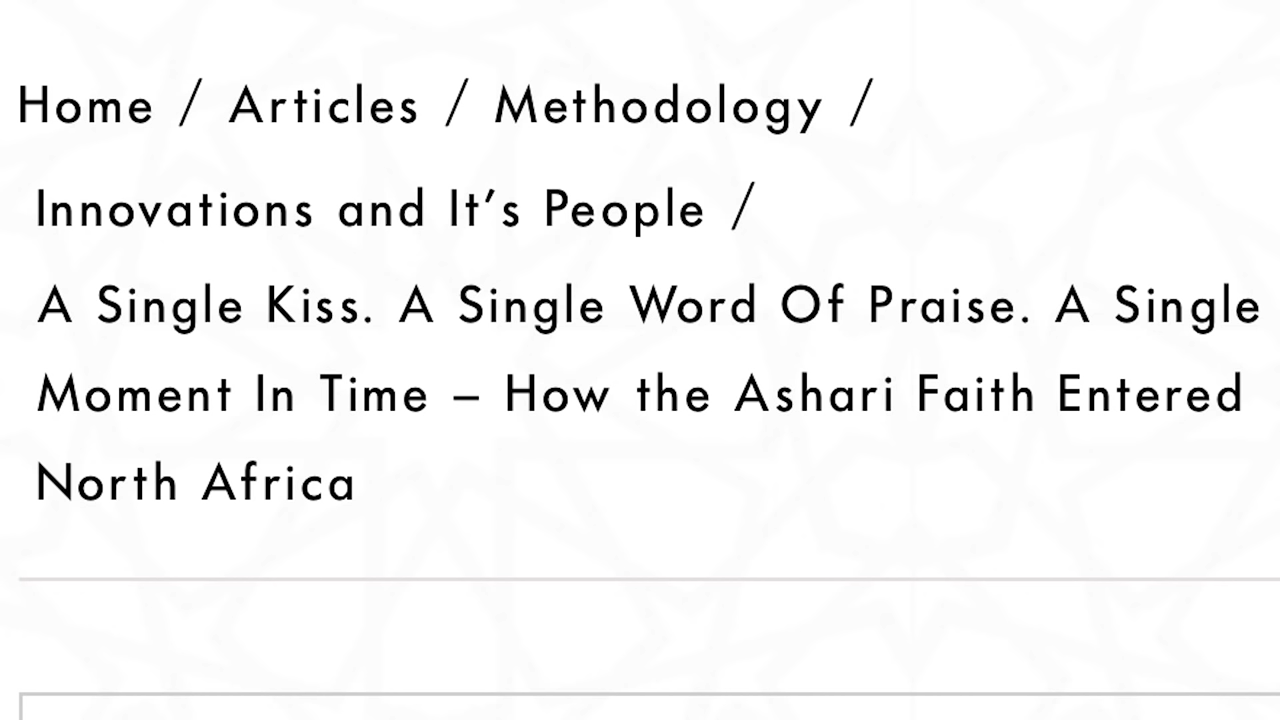 Home / Articles / Methodology /
Innovations and It’s People /
A Single Kiss. A Single Word Of Praise. A Single
Moment In Time – How the Ashari Faith Entered
North Africa